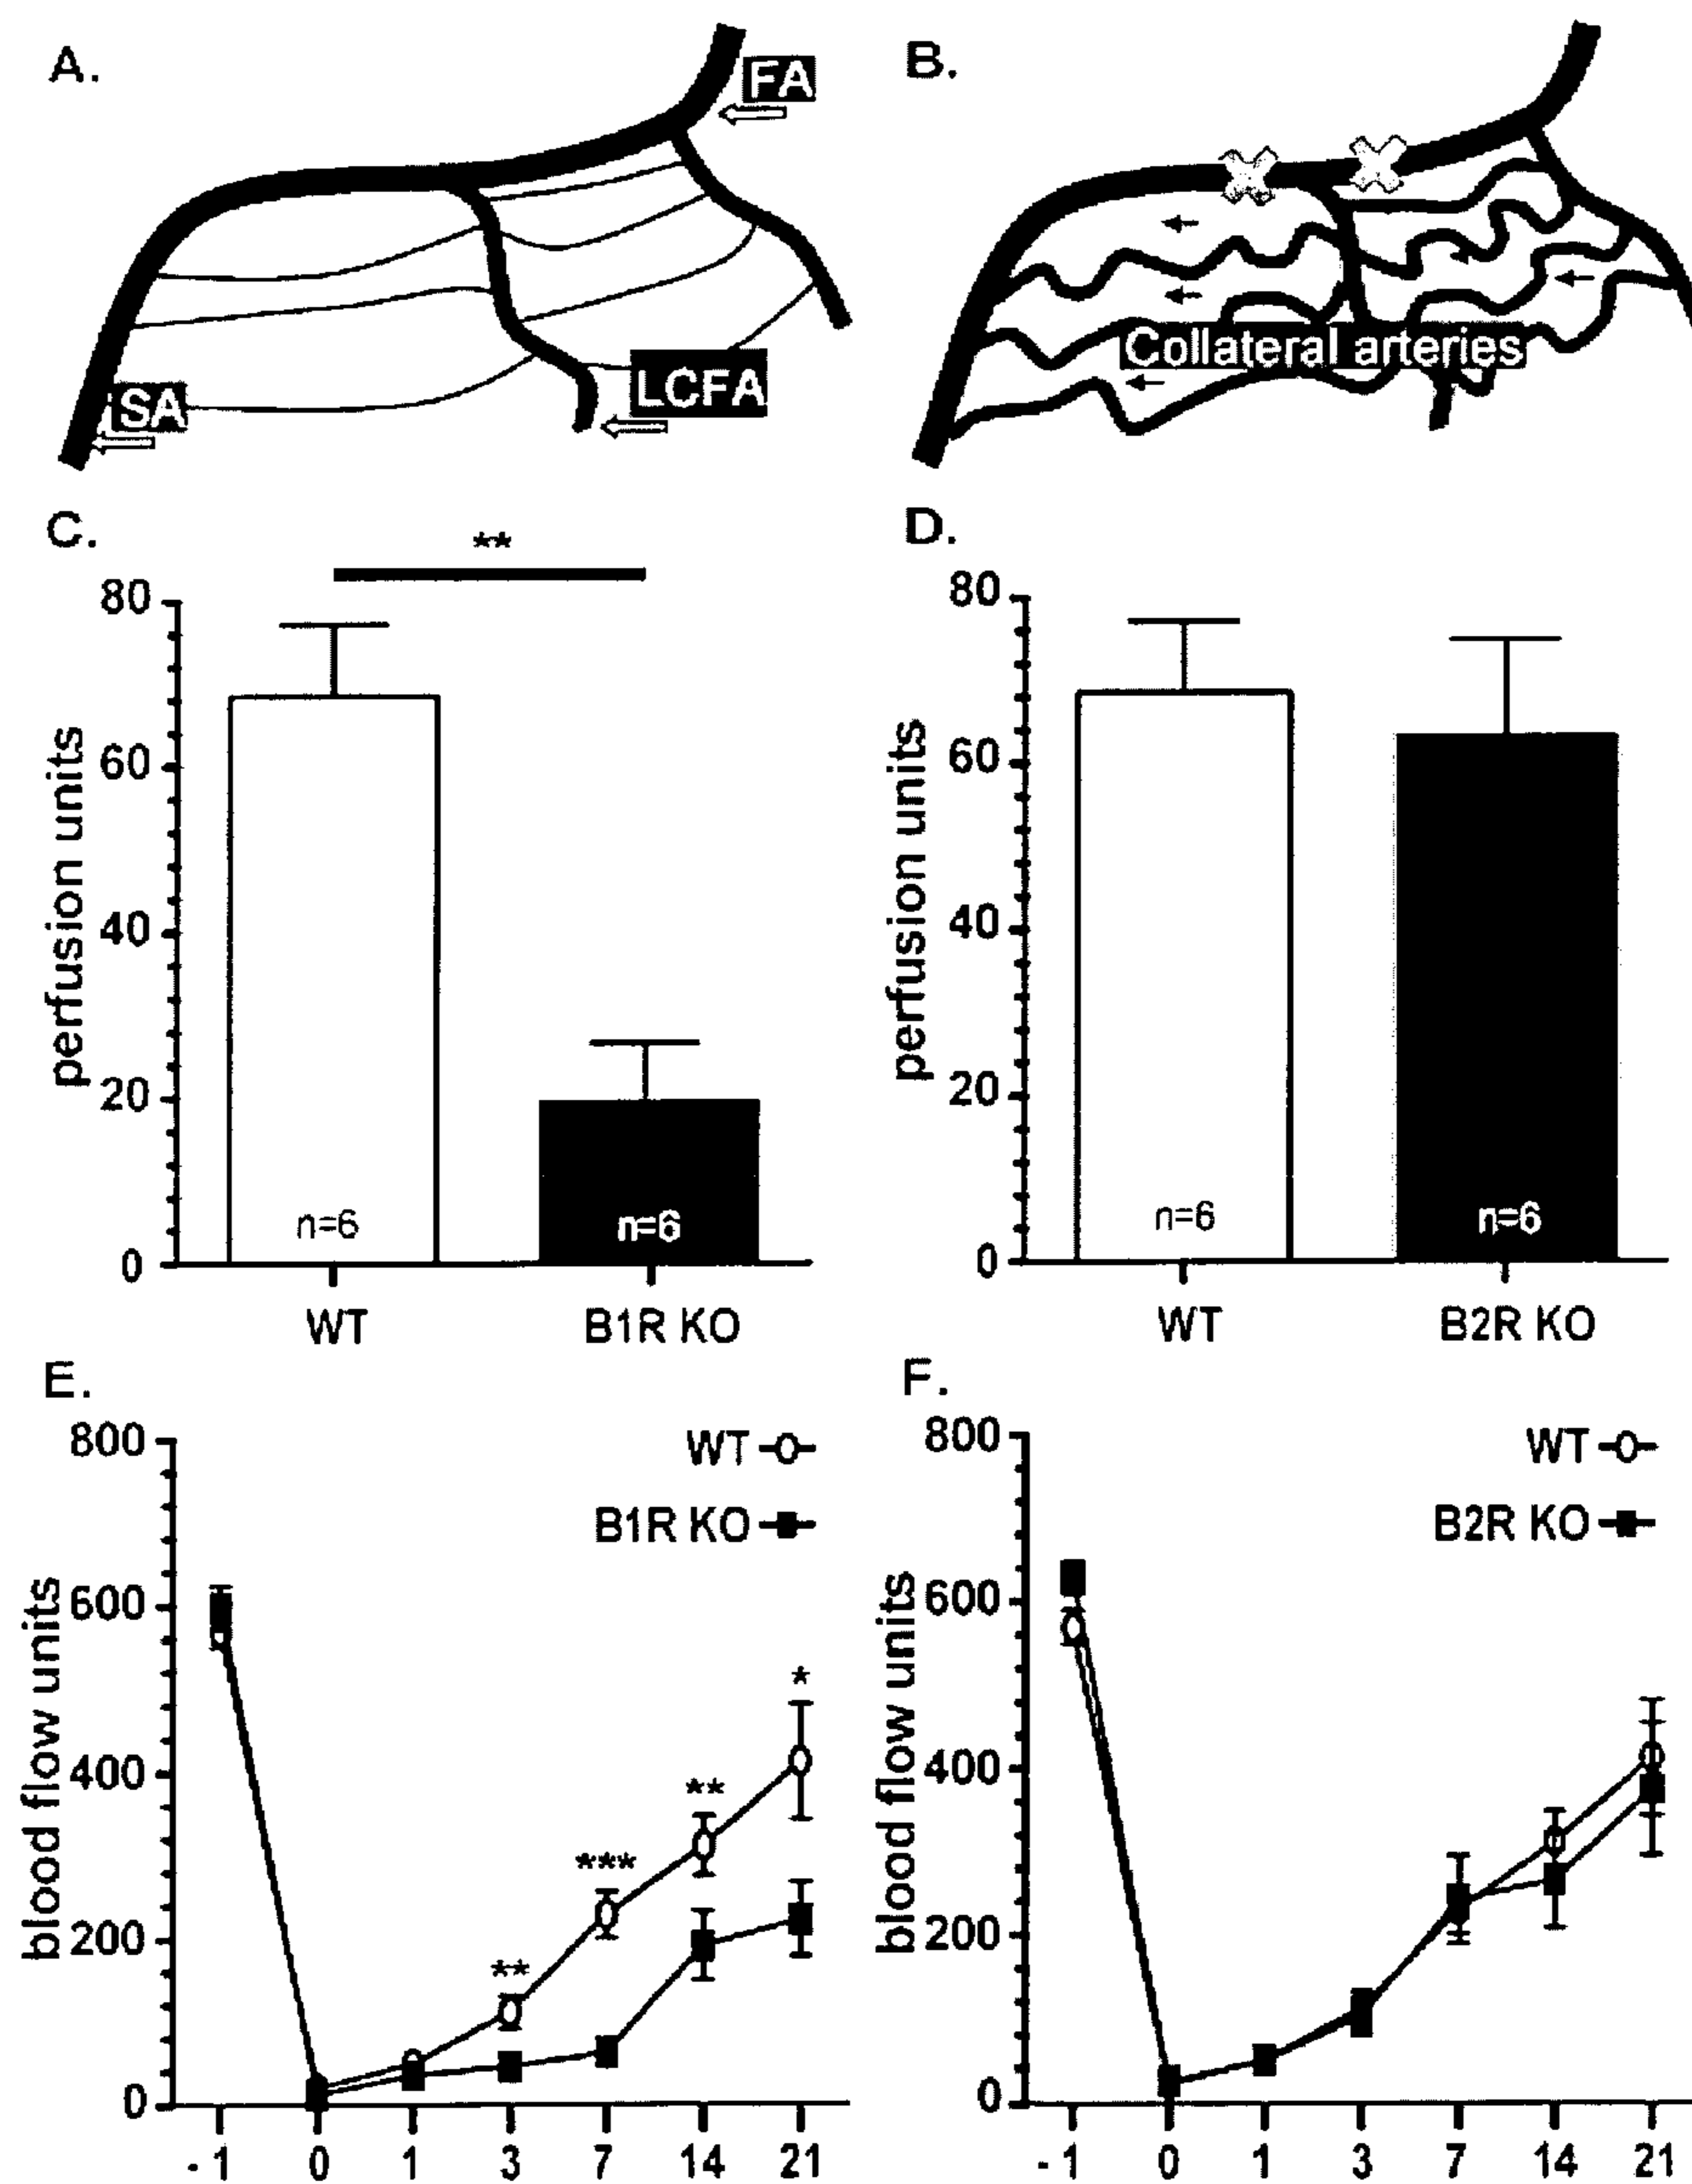 A.
FA
LCFA
SA
B.
Collateral arteries
C.
**
80
60
40
20
0
perfusion units
n=6
n=6
WT
B1R KO
D.
80
60
40
20
0
perfusion units
n=6
n=6
WT
B2R KO
E.
800
600
400
200
0
blood flow units
WT
B1R KO
**
***
**
*
-1 0 1 3 7 14 21
F.
800
600
400
200
0
blood flow units
WT
B2R KO
-1 0 1 3 7 14 21